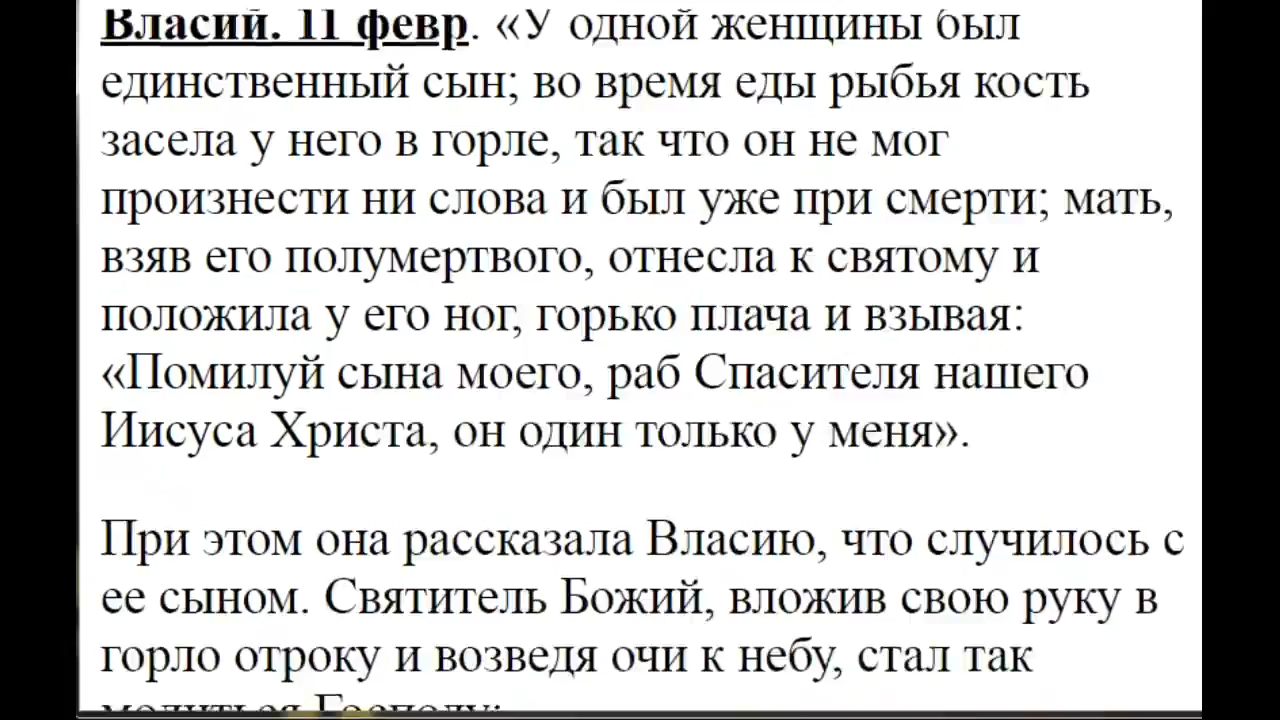 Власий. 11 февр. «У одной женщины был
единственный сын; во время еды рыбья кость
засела у него в горле, так что он не мог
произнести ни слова и был уже при смерти; мать,
взяв его полумертвого, отнесла к святому и
положила у его ног, горько плача и взывая:
«Помилуй сына моего, раб Спасителя нашего
Иисуса Христа, он один только у меня».
При этом она рассказала Власию, что случилось с
ее сыном. Святитель Божий, вложив свою руку в
горло отроку и возведя очи к небу, стал так
молиться Господу: